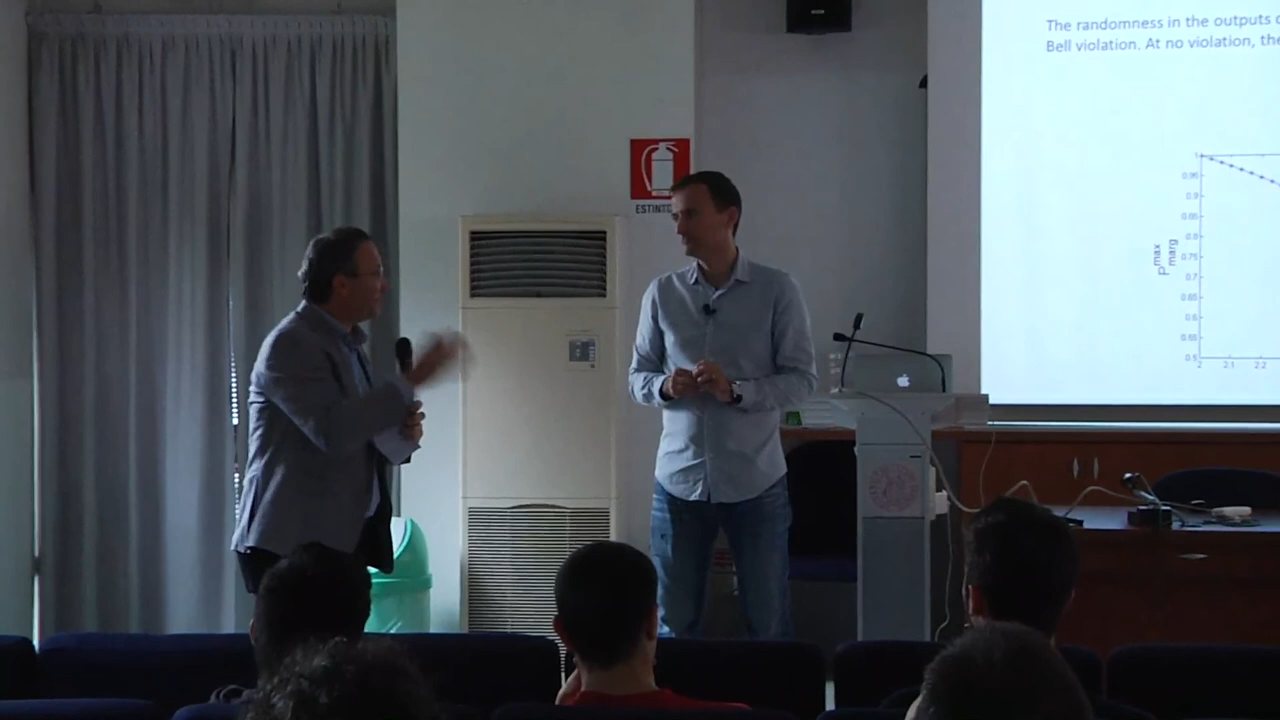 The randomness in the outputs
Bell violation. At no violation, the
ESTINTO
0.95
0.9
0.85
0.8
0.75
0.7
0.65
0.6
0.55
0.5
2 2.1 2.2
P max marg